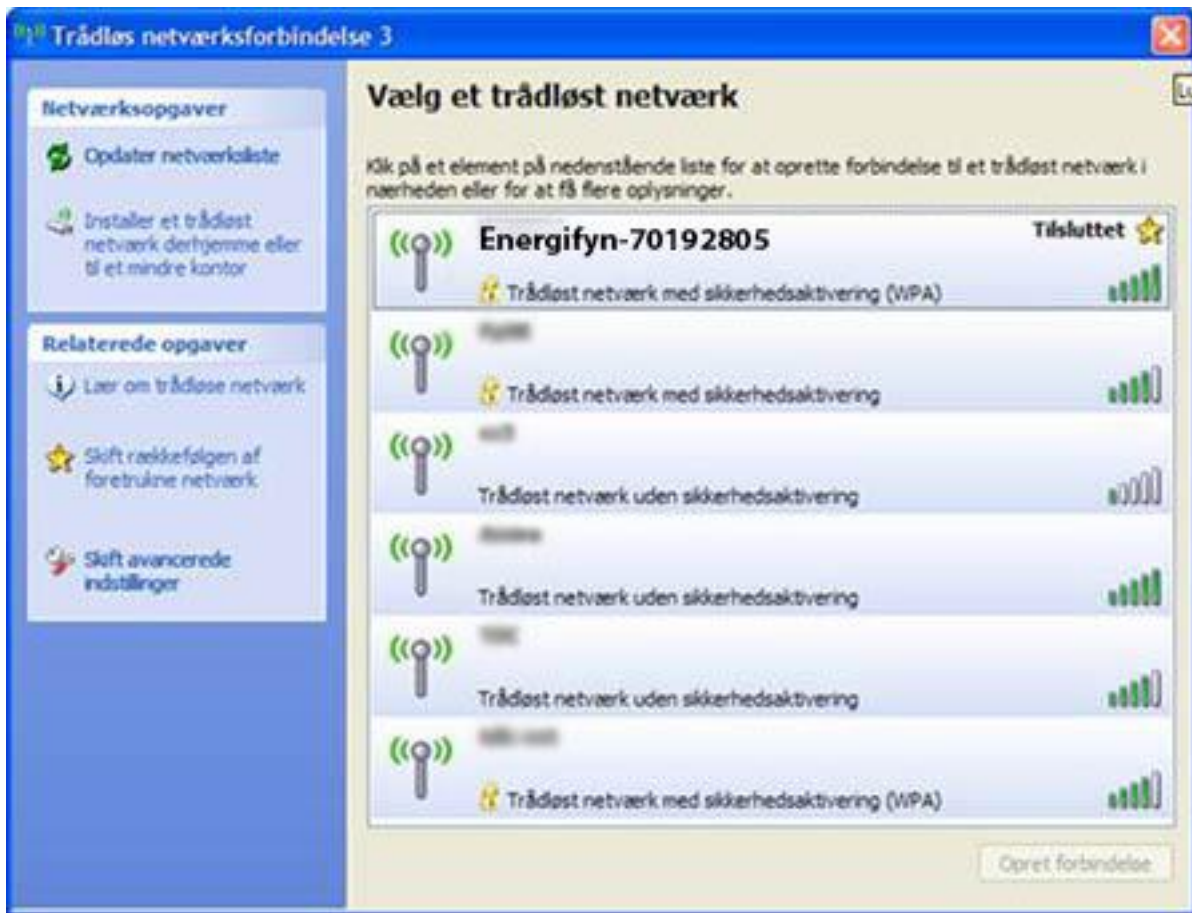 Trådløs netværksforbindelse 3
Netværksopgaver
Opdater netværksliste
Installer et trådløst
netværk derhjemme eller
til et mindre kontor
Relaterede opgaver
Lær om trådløse netværk
Skift rækkefølgen af
foretrukne netværk
Skift avancerede
indstillinger
Vælg et trådløst netværk
Klik på et element på nedenstående liste for at oprette forbindelse til et trådløst netværk i
nærheden eller for at få flere oplysninger.
Energifyn-70192805
Tilsluttet
Trådløst netværk med sikkerhedsaktivering (WPA)
Trådløst netværk med sikkerhedsaktivering
Trådløst netværk uden sikkerhedsaktivering
Trådløst netværk uden sikkerhedsaktivering
Trådløst netværk uden sikkerhedsaktivering
Trådløst netværk med sikkerhedsaktivering (WPA)
Opret forbindelse